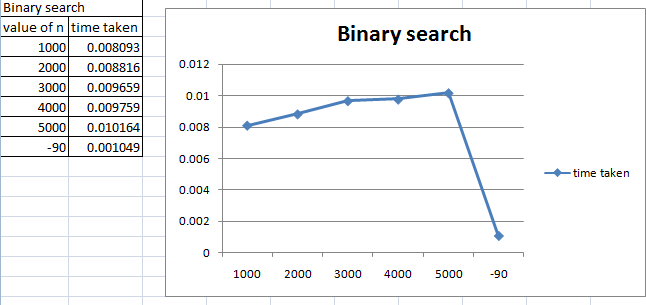 Binary search
value of n time taken
1000 0.008093
2000 0.008816
3000 0.009659
4000 0.009759
5000 0.010164
-90 0.001049
Binary search
0.012
0.01
0.008
0.006
0.004
0.002
0
1000 2000 3000 4000 5000 -90
time taken